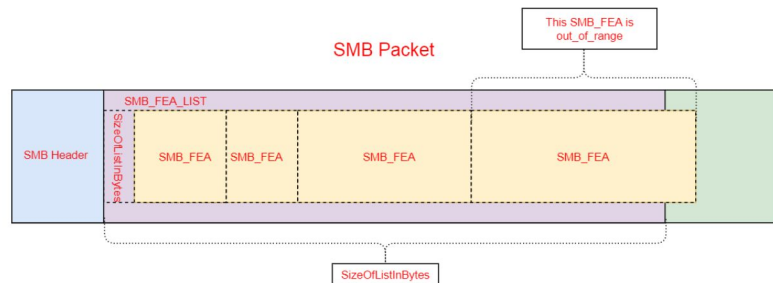 This SMB_FEA is
out_of_range
SMB Packet
SMB_FEA_LIST
SMB Header
SizeOfListInBytes
SMB_FEA
SMB_FEA
SMB_FEA
SMB_FEA
SizeOfListInBytes